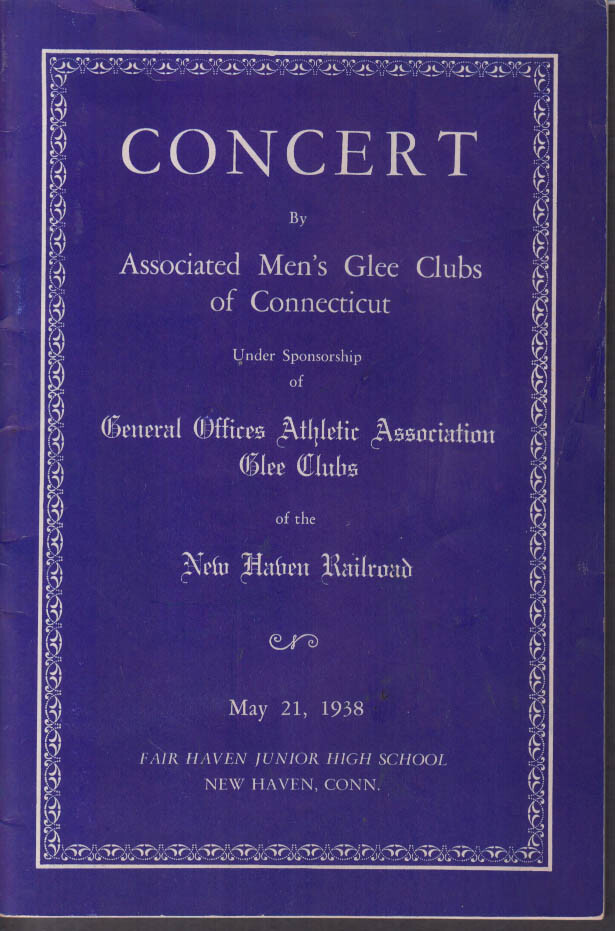 CONCERT
By
Associated Men's Glee Clubs
of Connecticut
Under Sponsorship
of
General Offices Athletic Association
Glee Clubs
of the
New Haven Railroad
May 21, 1938
FAIR HAVEN JUNIOR HIGH SCHOOL
NEW HAVEN, CONN.